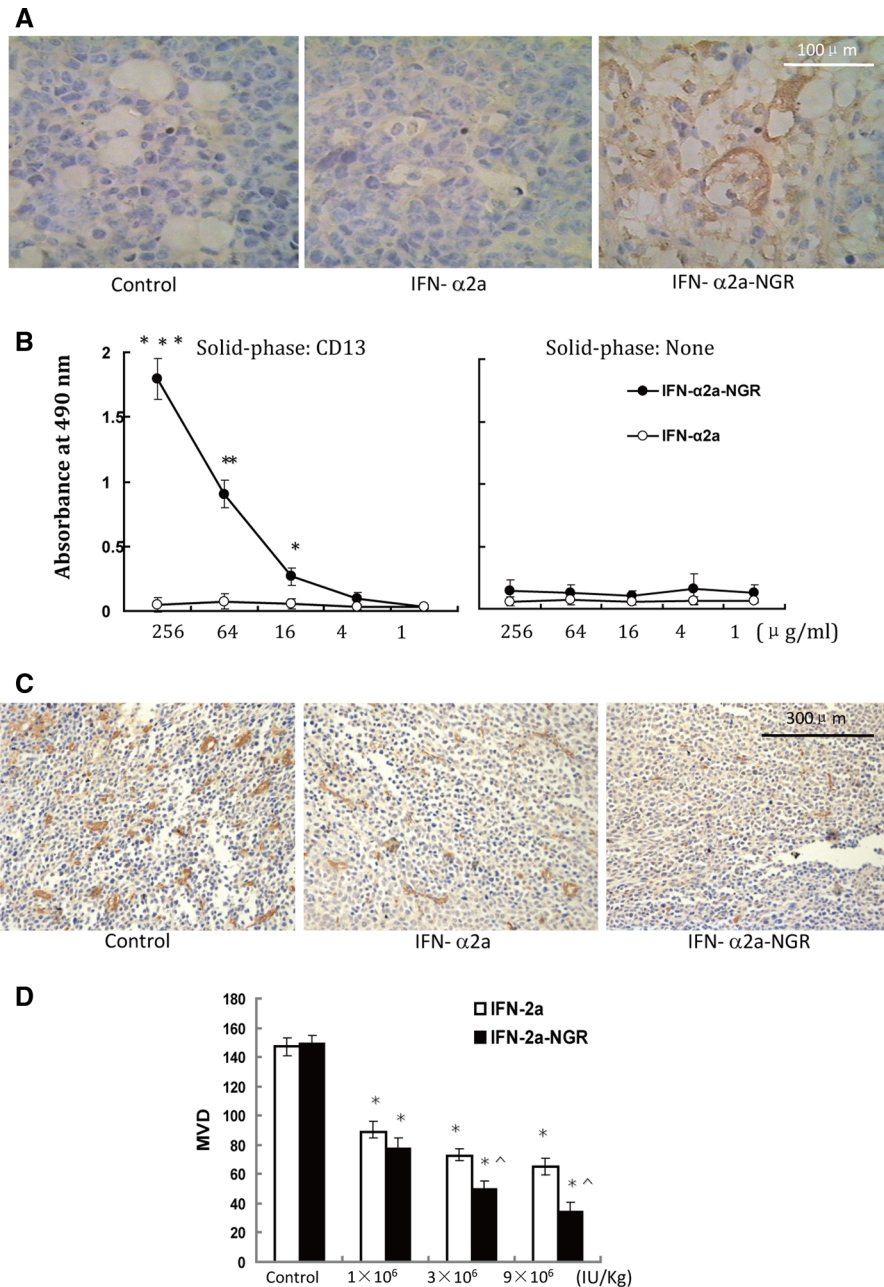 A
100 μ m
Control
IFN- α2a
IFN- α2a-NGR
B
Absorbance at 490 nm
* * *
Solid-phase: CD13
**
*
2
1.5
1
0.5
0
256 64 16 4 1
Solid-phase: None
IFN-α2a-NGR
IFN-α2a
256 64 16 4 1 (μ g/ml)
C
300 μ m
Control
IFN- α2a
IFN- α2a-NGR
D
MVD
180
160
140
120
100
80
60
40
20
0
IFN-2a
IFN-2a-NGR
* *
* * ^
* * ^
Control 1×10⁶ 3×10⁶ 9×10⁶ (IU/Kg)